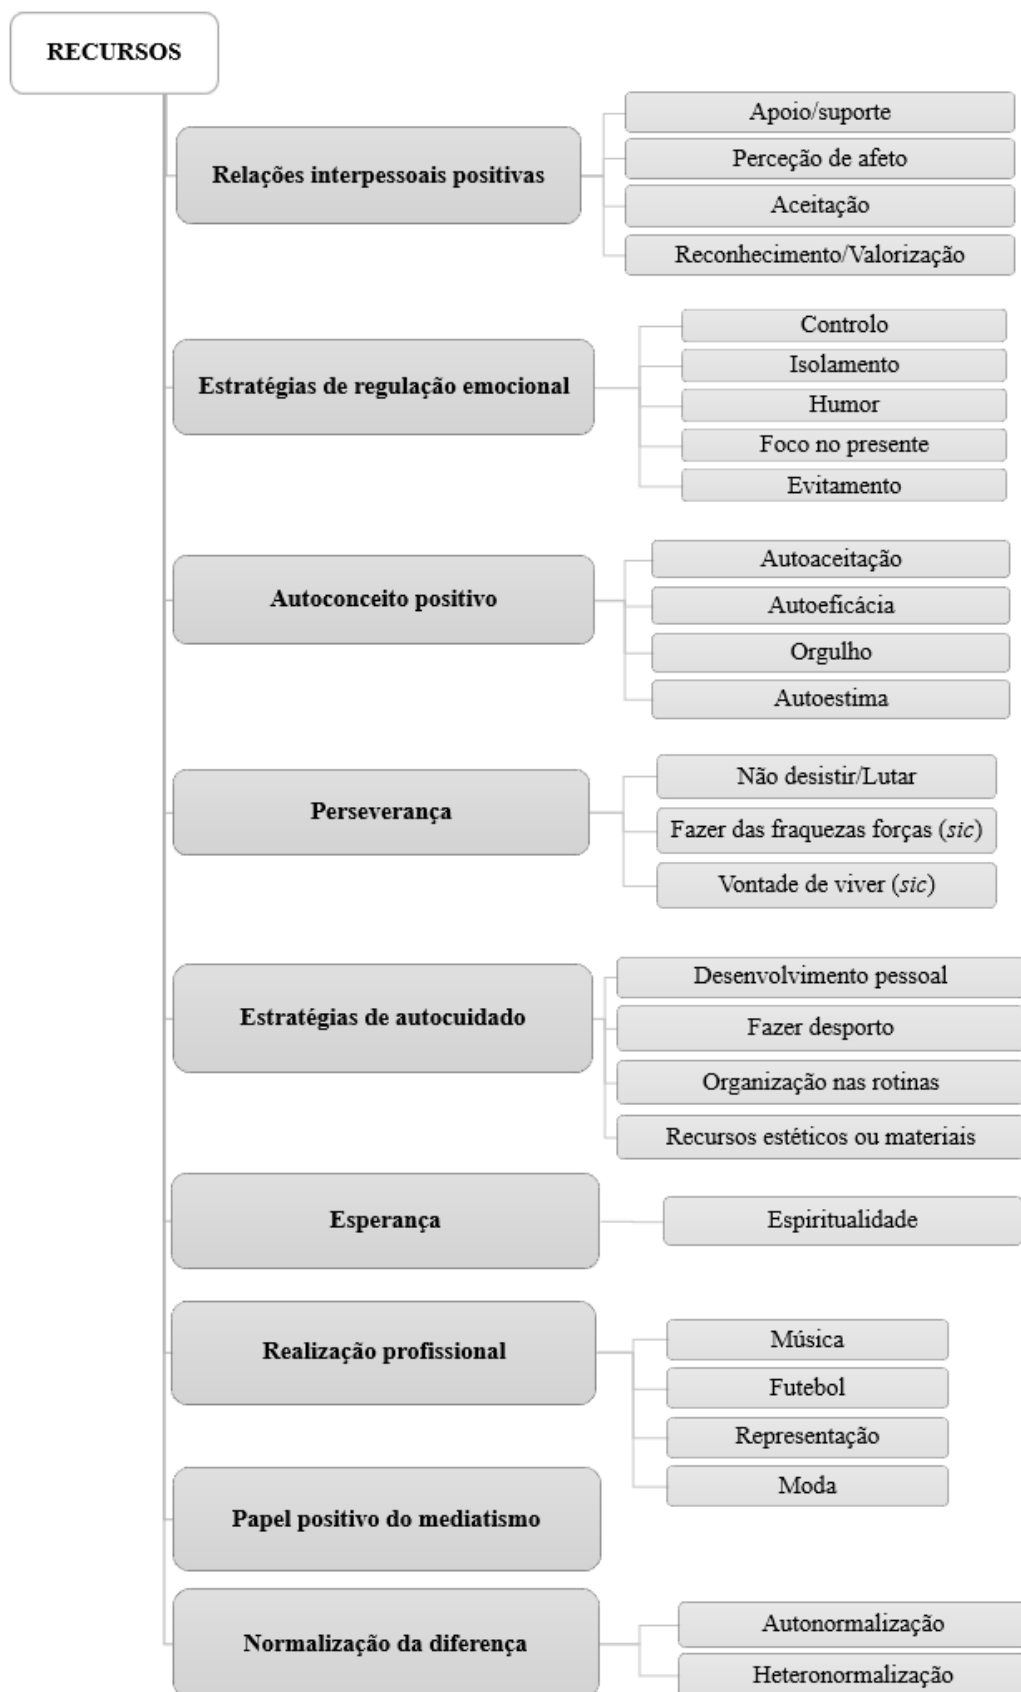 RECURSOS
Relações interpessoais positivas
Apoio/suporte
Perceção de afeto
Aceitação
Reconhecimento/Valorização
Estratégias de regulação emocional
Controlo
Isolamento
Humor
Foco no presente
Evitamento
Autoconceito positivo
Autoaceitação
Autoeficácia
Orgulho
Autoestima
Perseverança
Não desistir/Lutar
Fazer das fraquezas forças (sic)
Vontade de viver (sic)
Estratégias de autocuidado
Desenvolvimento pessoal
Fazer desporto
Organização nas rotinas
Recursos estéticos ou materiais
Esperança
Espiritualidade
Realização profissional
Música
Futebol
Representação
Moda
Papel positivo do mediatismo
Normalização da diferença
Autonormalização
Heteronormalização